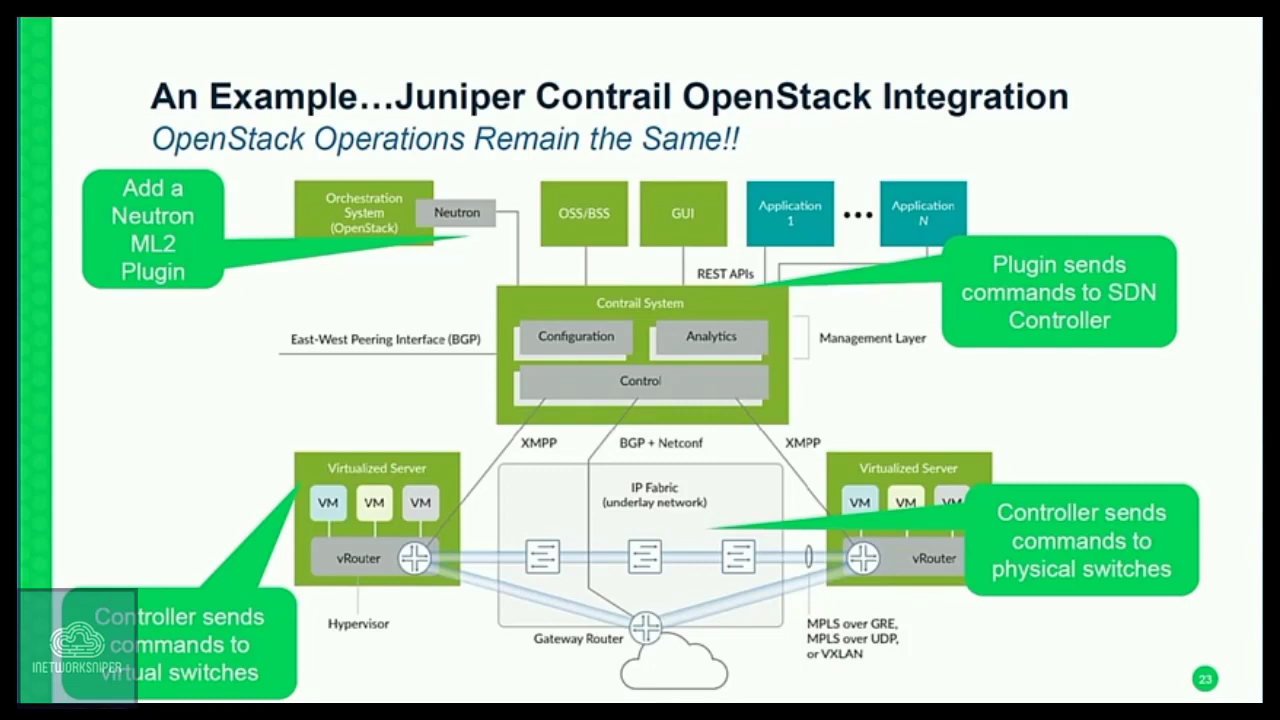 An Example...Juniper Contrail OpenStack Integration
OpenStack Operations Remain the Same!!
Add a
Neutron
ML2
Plugin
Orchestration
System
(OpenStack)
Neutron
OSS/BSS
GUI
Application
1
Application
N
REST APIs
Plugin sends
commands to SDN
Controller
Contrail System
Configuration
Analytics
Control
East-West Peering Interface (BGP)
Management Layer
XMPP
BGP + Netconf
XMPP
Virtualized Server
VM
VM
VM
vRouter
IP Fabric
(underlay network)
Virtualized Server
VM
VM
VM
vRouter
Controller sends
commands to
physical switches
Controller sends
commands to
virtual switches
Hypervisor
Gateway Router
MPLS over GRE,
MPLS over UDP,
or VXLAN
INETWORKSNIPER
23